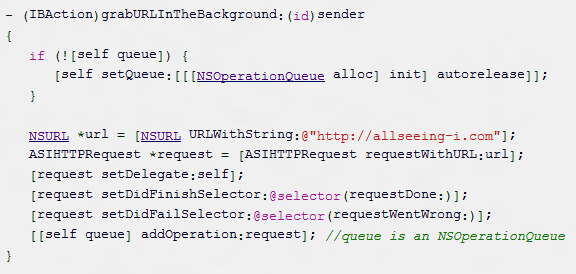 - (IBAction)grabURLInTheBackground:(id)sender
{
if (![self queue]) {
[self setQueue:[[[NSOperationQueue alloc] init] autorelease]];
}
NSURL *url = [NSURL URLWithString:@"http://allseeing-i.com"];
ASIHTTPRequest *request = [ASIHTTPRequest requestWithURL:url];
[request setDelegate:self];
[request setDidFinishSelector:@selector(requestDone:)];
[request setDidFailSelector:@selector(requestWentWrong:)];
[[self queue] addOperation:request]; //queue is an NSOperationQueue
}